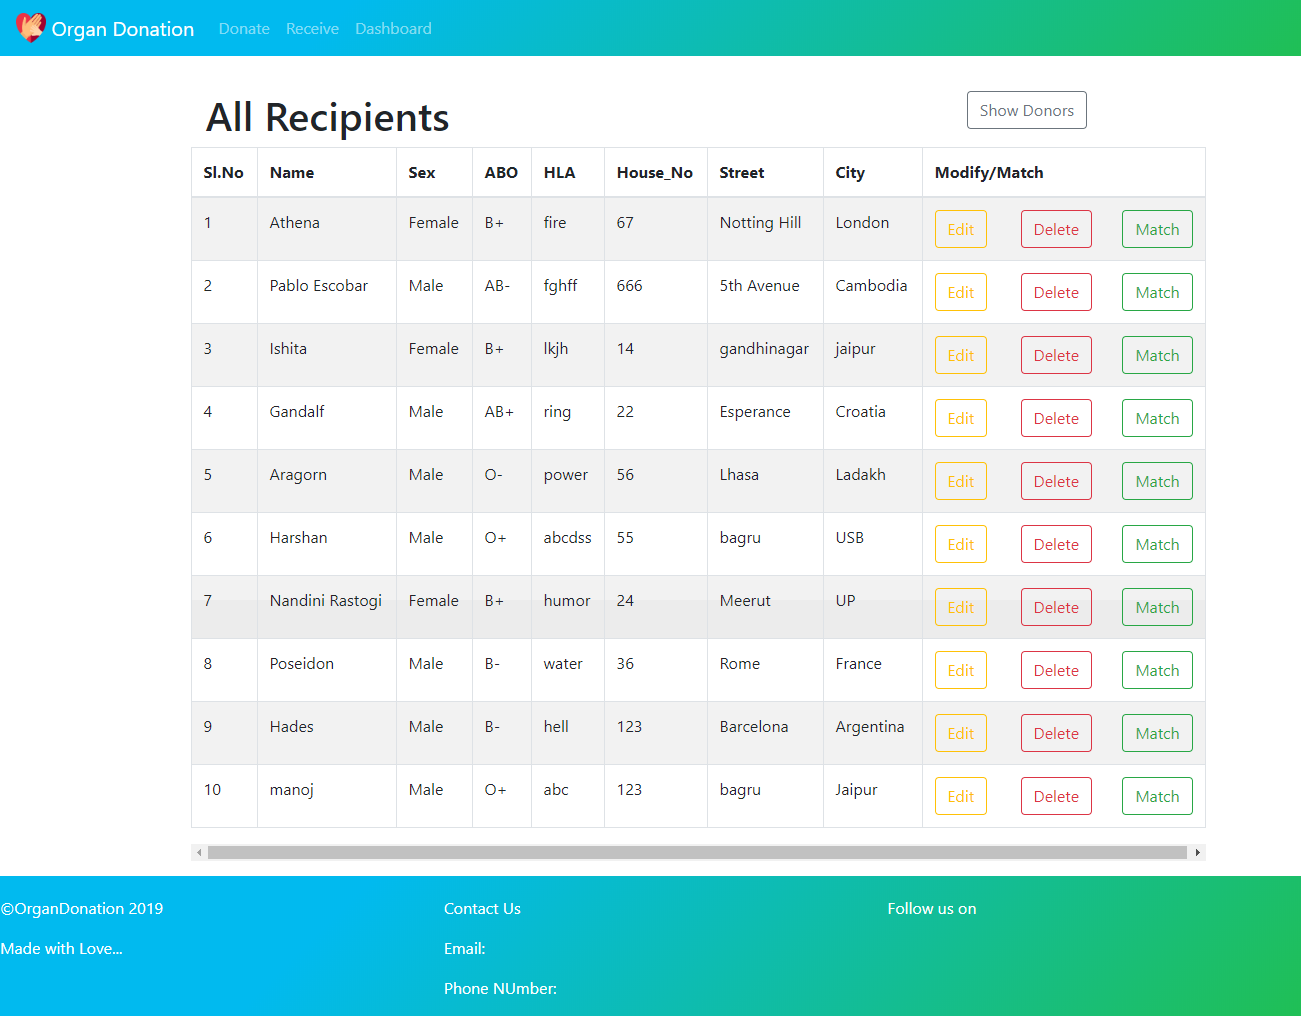 Organ Donation Donate Receive Dashboard
All Recipients Show Donors
Sl.No Name Sex ABO HLA House_No Street City Modify/Match
1 Athena Female B+ fire 67 Notting Hill London Edit Delete Match
2 Pablo Escobar Male AB- fghff 666 5th Avenue Cambodia Edit Delete Match
3 Ishita Female B+ lkjh 14 gandhinagar jaipur Edit Delete Match
4 Gandalf Male AB+ ring 22 Esperance Croatia Edit Delete Match
5 Aragorn Male O- power 56 Lhasa Ladakh Edit Delete Match
6 Harshan Male O+ abcdss 55 bagru USB Edit Delete Match
7 Nandini Rastogi Female B+ humor 24 Meerut UP Edit Delete Match
8 Poseidon Male B- water 36 Rome France Edit Delete Match
9 Hades Male B- hell 123 Barcelona Argentina Edit Delete Match
10 manoj Male O+ abc 123 bagru Jaipur Edit Delete Match
©OrganDonation 2019 Contact Us Follow us on
Made with Love... Email:
Phone NUmber: